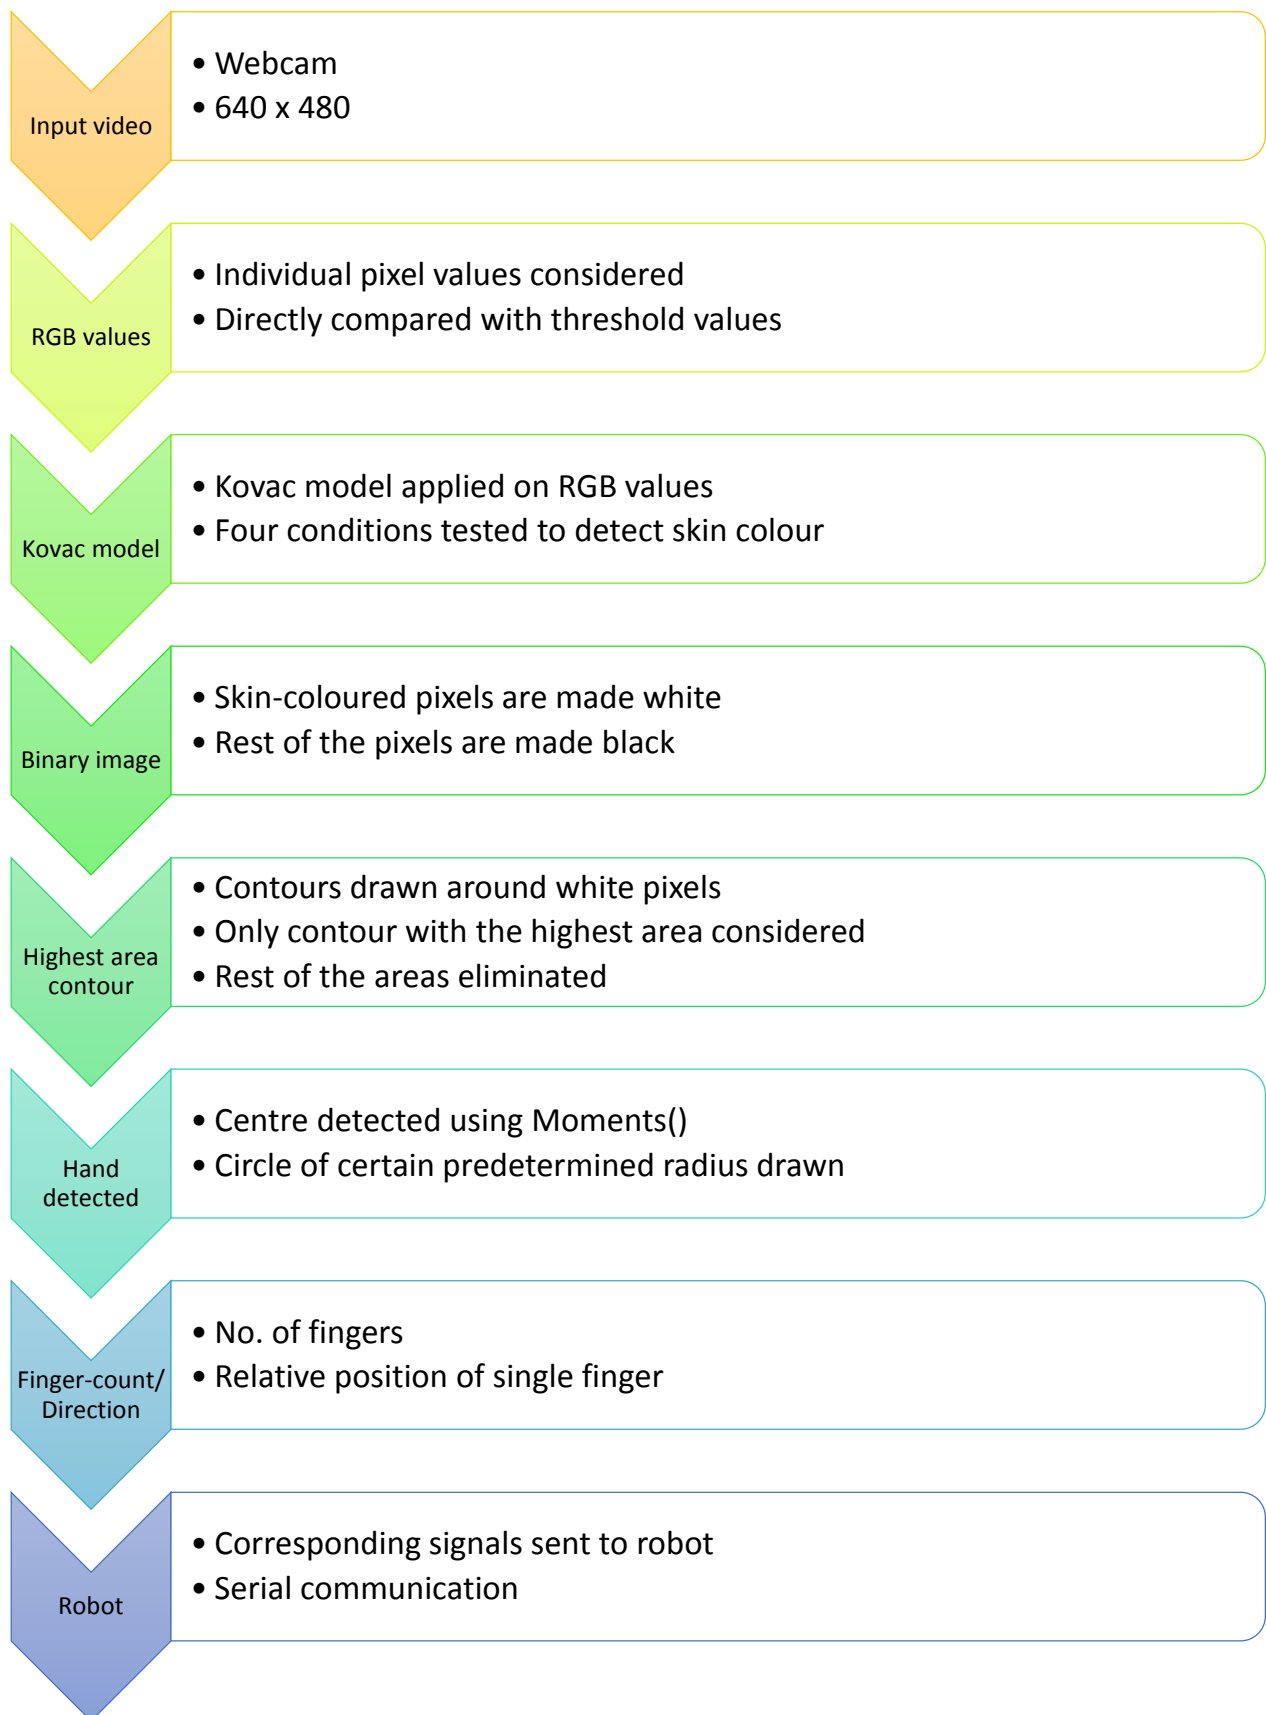 Input video
• Webcam
• 640 x 480
RGB values
• Individual pixel values considered
• Directly compared with threshold values
Kovac model
• Kovac model applied on RGB values
• Four conditions tested to detect skin colour
Binary image
• Skin-coloured pixels are made white
• Rest of the pixels are made black
Highest area
contour
• Contours drawn around white pixels
• Only contour with the highest area considered
• Rest of the areas eliminated
Hand
detected
• Centre detected using Moments()
• Circle of certain predetermined radius drawn
Finger-count/
Direction
• No. of fingers
• Relative position of single finger
Robot
• Corresponding signals sent to robot
• Serial communication